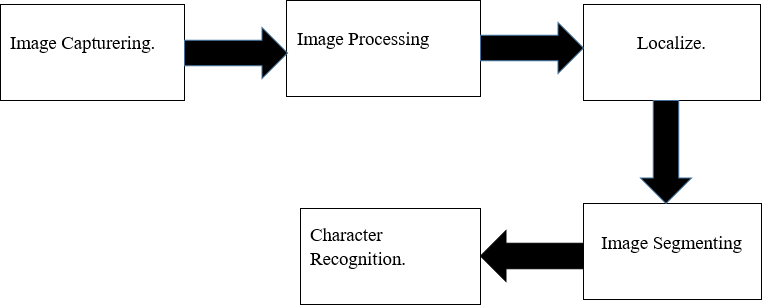 Image Capturering.
Image Processing
Localize.
Image Segmenting
Character
Recognition.